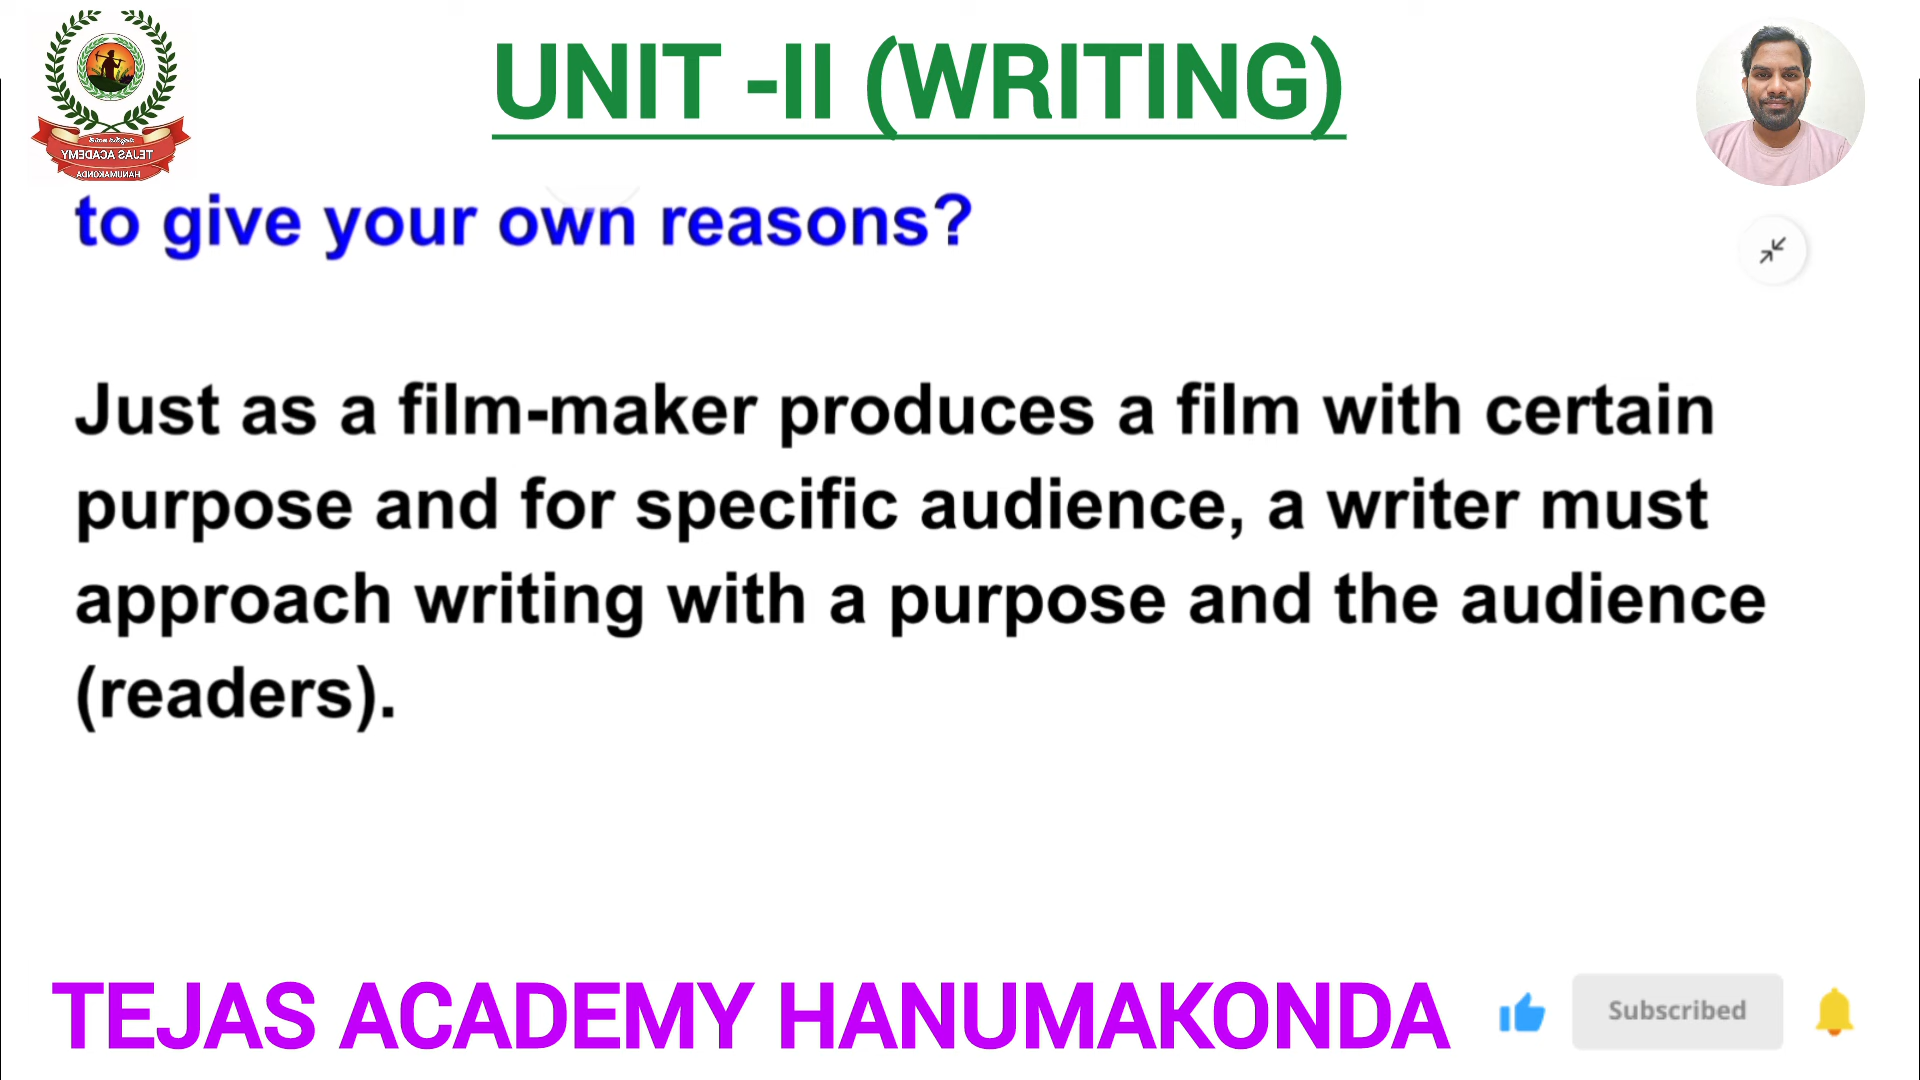 UNIT -II (WRITING)
TEJAS ACADEMY
HANUMAKONDA
to give your own reasons?
Just as a film-maker produces a film with certain
purpose and for specific audience, a writer must
approach writing with a purpose and the audience
(readers).
TEJAS ACADEMY HANUMAKONDA
Subscribed